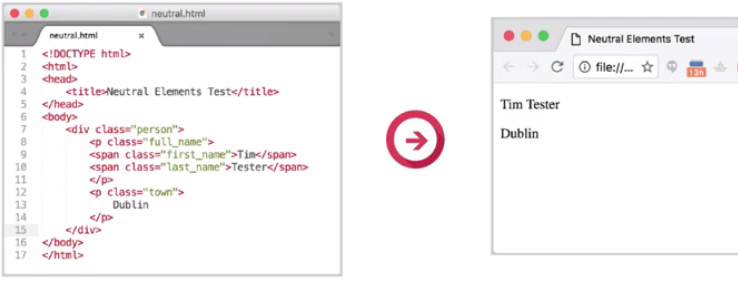 neutral.html
neutral.html x
1 <!DOCTYPE html>
2 <html>
3 <head>
4 <title>Neutral Elements Test</title>
5 </head>
6 <body>
7 <div class="person">
8 <p class="full_name">
9 <span class="first_name">Tim</span>
10 <span class="last_name">Tester</span>
11 </p>
12 <p class="town">
13 Dublin
14 </p>
15 </div>
16 </body>
17 </html>
Neutral Elements Test
file://...
13h
Tim Tester
Dublin